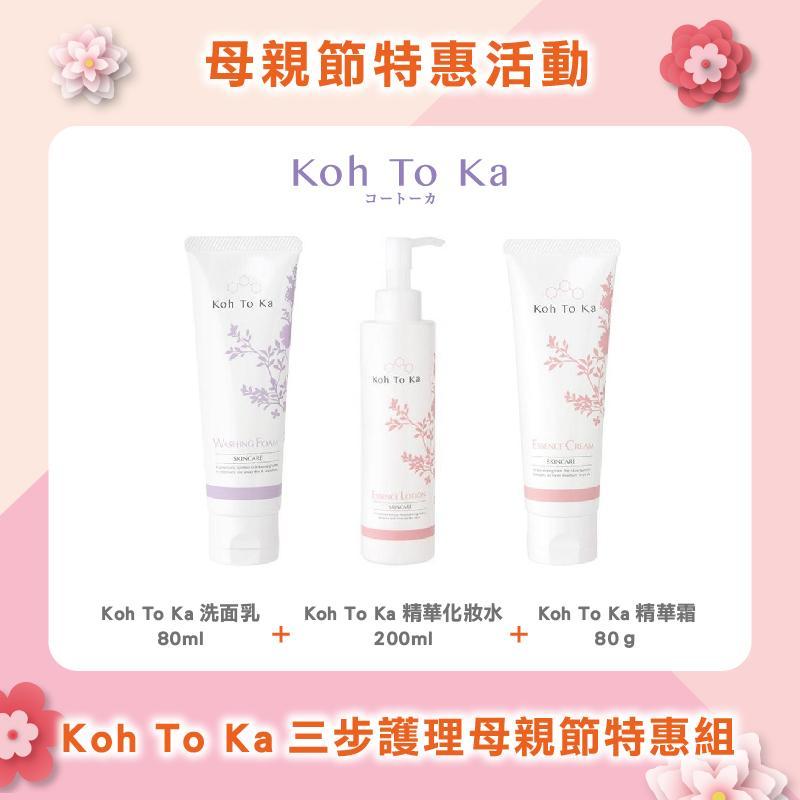 母親節特惠活動
Koh To Ka
コートーカ
Koh To Ka
WASHING FOAM
SKINCARE
Koh To Ka
ESSENCE LOTION
SKINCARE
Koh To Ka
ESSENCE CREAM
SKINCARE
Koh To Ka 洗面乳
80ml
+
Koh To Ka 精華化妝水
200ml
+
Koh To Ka 精華霜
80g
Koh To Ka 三步護理母親節特惠組